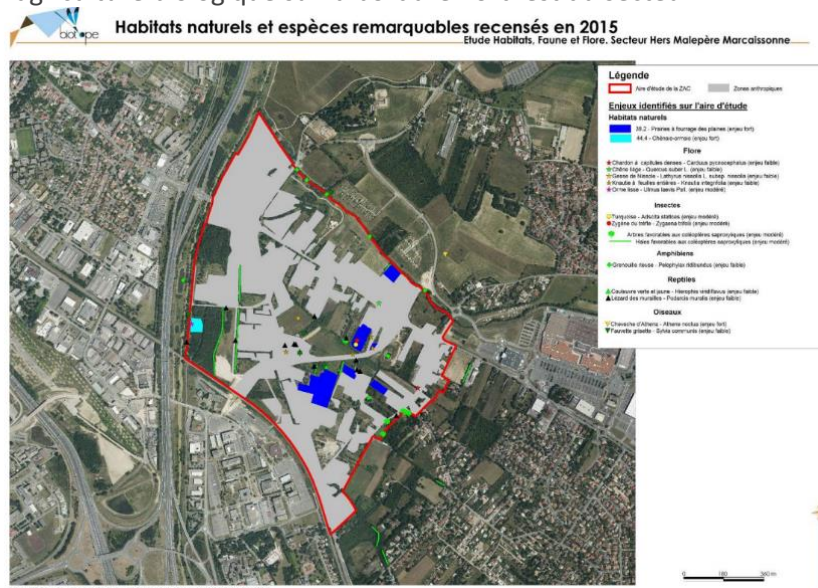 biotope
Habitats naturels et espèces remarquables recensés en 2015
Etude Habitats, Faune et Flore. Secteur Hers Malepère Marcaissonne
Légende
Aire d'étude de la ZAC
Zones anthropiques
Enjeux identifiés sur l'aire d'étude
Habitats naturels
38.2 - Prairies à fourrage des plaines (enjeu fort)
44.4 - Chênaie-ormaie (enjeu fort)
Flore
Chardon à capitules denses - Carduus pycnocephalus (enjeu faible)
Chêne liège - Quercus suber L. (enjeu faible)
Gesse de Nissole - Lathyrus nissolia L. subsp. nissolia (enjeu faible)
Knautie à feuilles entières - Knautia integrifolia (enjeu faible)
Orme lisse - Ulmus laevis Pall. (enjeu modéré)
Insectes
Turquoise - Adscita statices (enjeu modéré)
Zygène du trèfle - Zygaena trifolii (enjeu modéré)
Arbres favorables aux coléoptères saproxyliques (enjeu modéré)
Haies favorables aux coléoptères saproxyliques (enjeu modéré)
Amphibiens
Grenouille rieuse - Pelophylax ridibundus (enjeu faible)
Reptiles
Couleuvre verte et jaune - Hierophis viridiflavus (enjeu faible)
Lézard des murailles - Podarcis muralis (enjeu faible)
Oiseaux
Chevêche d'Athéna - Athene noctua (enjeu fort)
Fauvette grisette - Sylvia communis (enjeu faible)
0 180 360 m